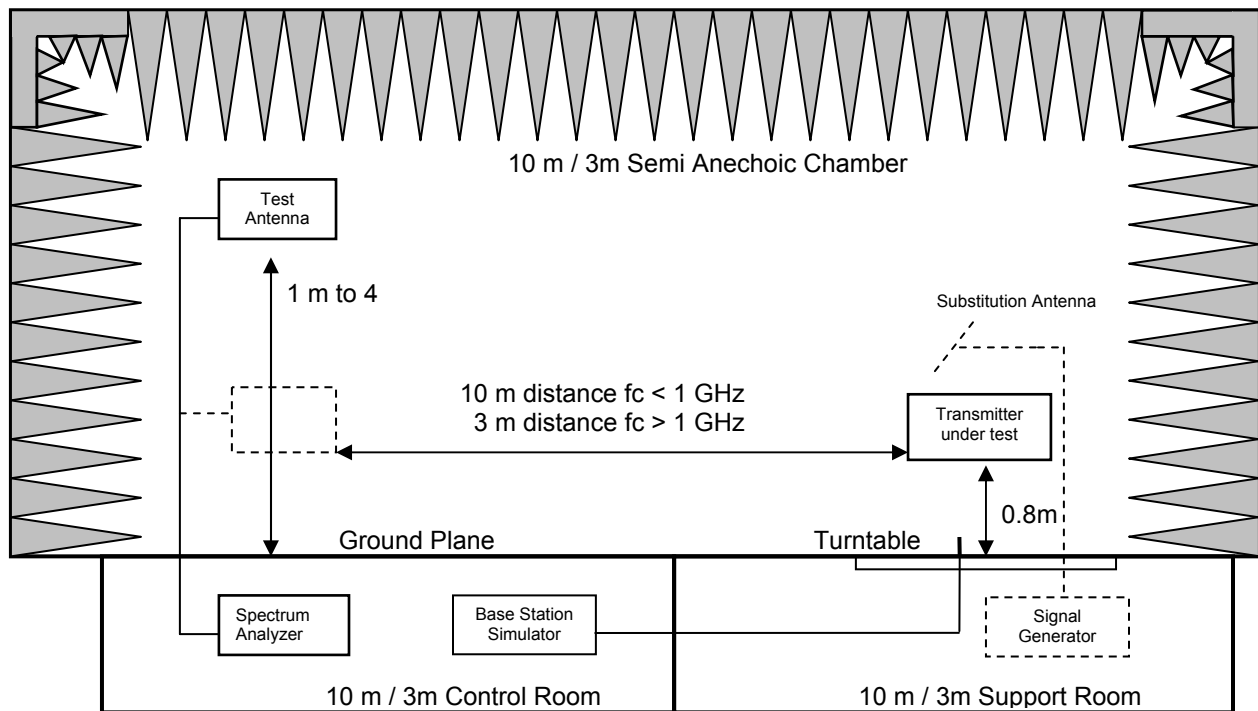 10 m / 3m Semi Anechoic Chamber
Test
Antenna
1 m to 4
Substitution Antenna
10 m distance fc < 1 GHz
3 m distance fc > 1 GHz
Transmitter
under test
0.8m
Ground Plane
Turntable
Spectrum
Analyzer
Base Station
Simulator
Signal
Generator
10 m / 3m Control Room
10 m / 3m Support Room